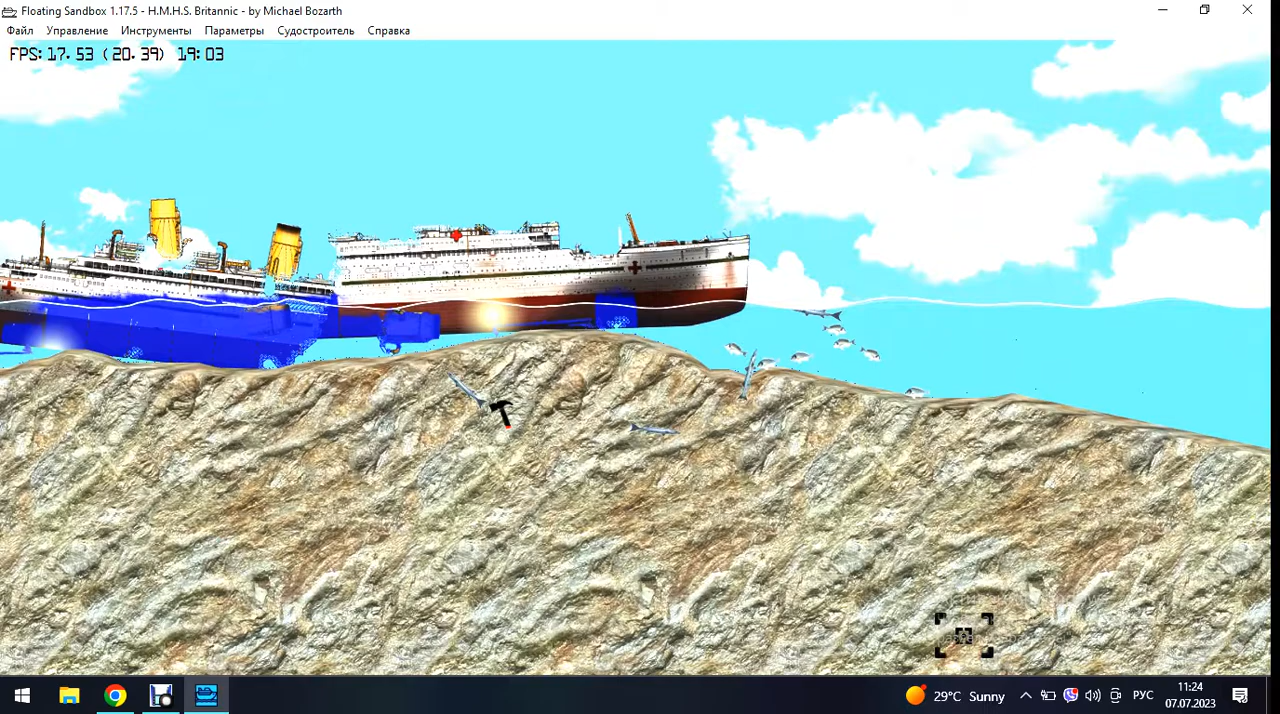 Floating Sandbox 1.17.5 - H.M.H.S. Britannic - by Michael Bozarth
Файл Управление Инструменты Параметры Судостроитель Справка
FPS: 17.53 (20.39) 19:03
29°C Sunny
РУС
11:24
07.07.2023